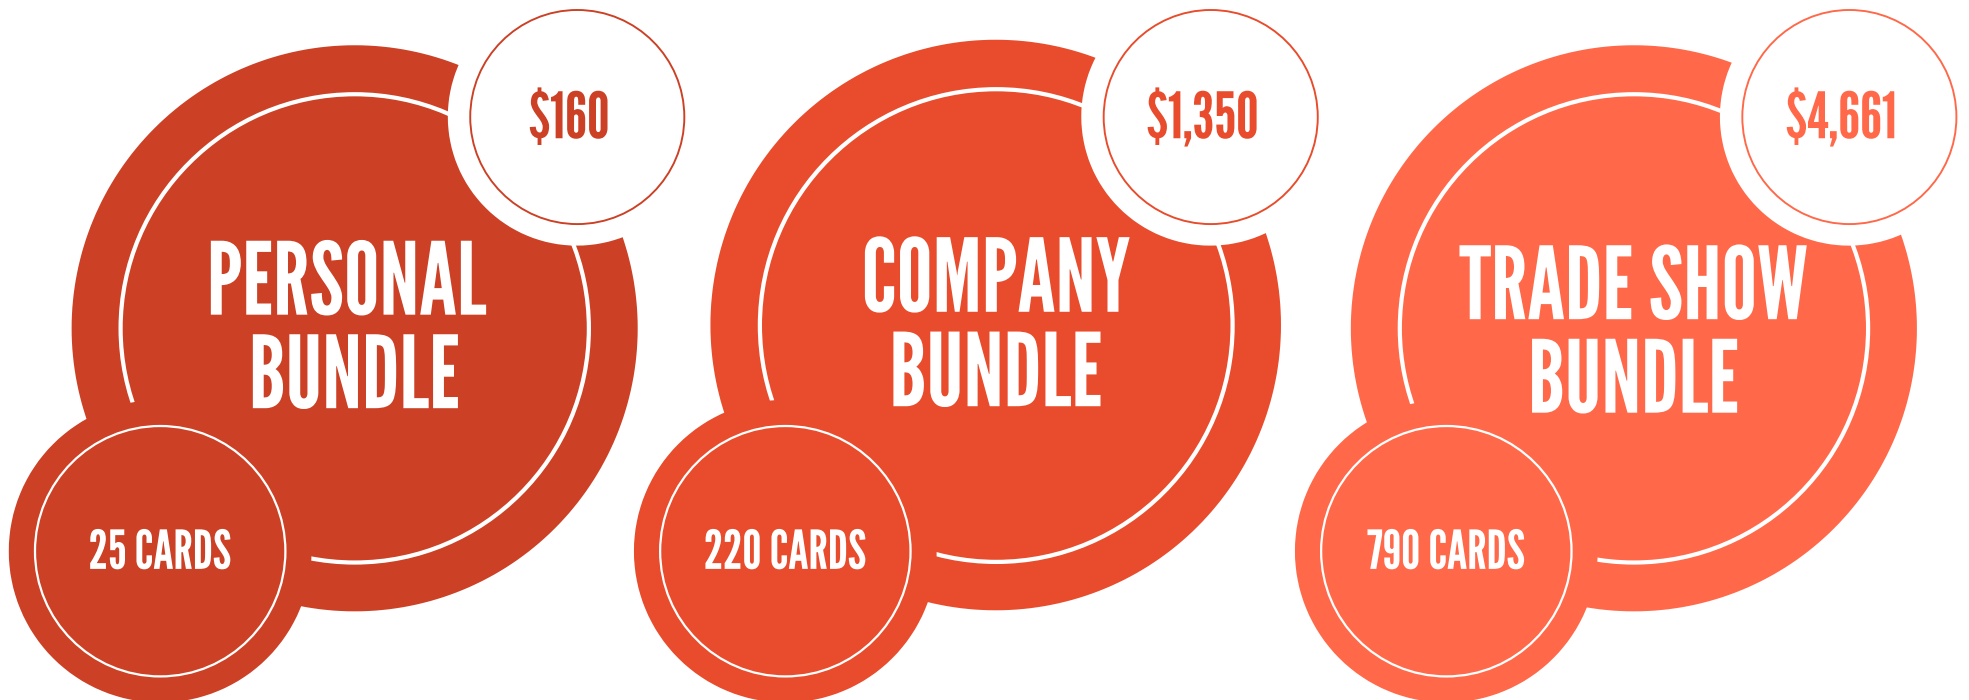 $160
PERSONAL
BUNDLE
25 CARDS
$1,350
COMPANY
BUNDLE
220 CARDS
$4,661
TRADE SHOW
BUNDLE
790 CARDS